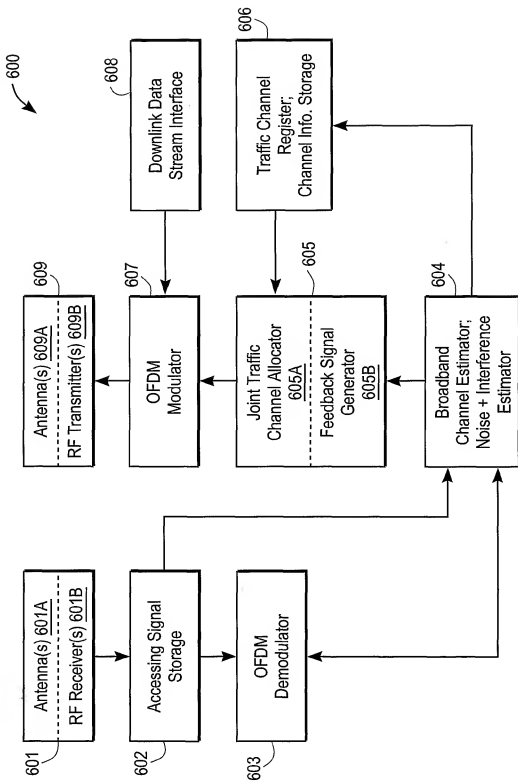 600
601
Antenna(s) 601A
RF Receiver(s) 601B
602
Accessing Signal
Storage
603
OFDM
Demodulator
609
Antenna(s) 609A
RF Transmitter(s) 609B
607
OFDM
Modulator
608
Downlink Data
Stream Interface
605
Joint Traffic
Channel Allocator
605A
Feedback Signal
Generator
605B
606
Traffic Channel
Register;
Channel Info. Storage
604
Broadband
Channel Estimator;
Noise + Interference
Estimator